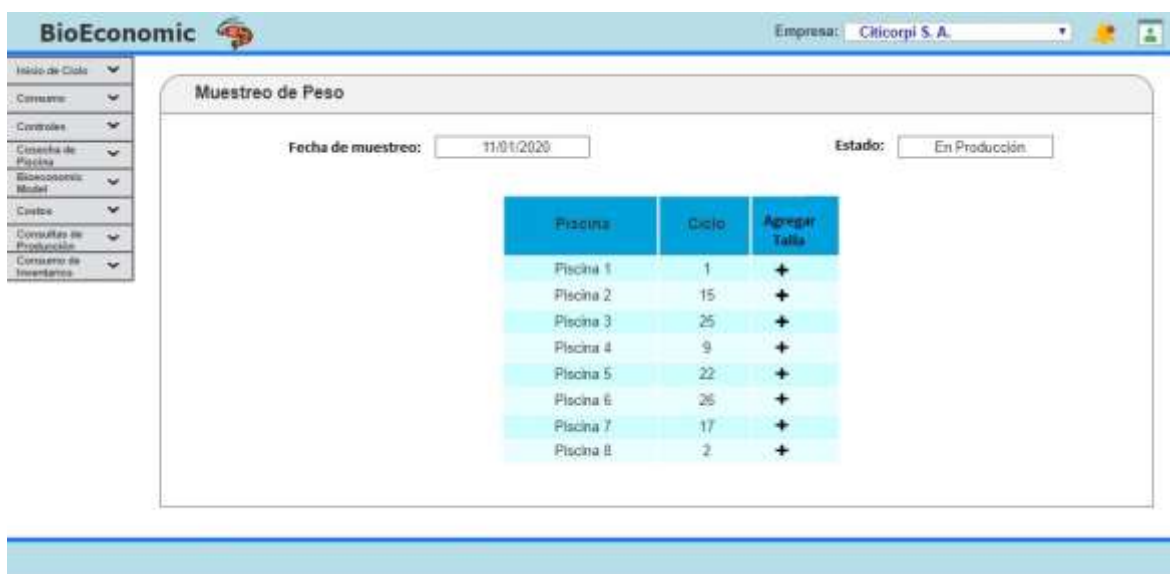 BioEconomic
Empresa: Citicorpi S. A.
Inicio de Ciclo
Consumo
Controles
Cosecha de
Piscina
Bioeconomic
Model
Costos
Consultas de
Producción
Consumo de
Inventarios
Muestreo de Peso
Fecha de muestreo: 11/01/2020 Estado: En Producción
Piscina Ciclo Agregar
Talla
Piscina 1 1 +
Piscina 2 15 +
Piscina 3 25 +
Piscina 4 9 +
Piscina 5 22 +
Piscina 6 26 +
Piscina 7 17 +
Piscina 8 2 +